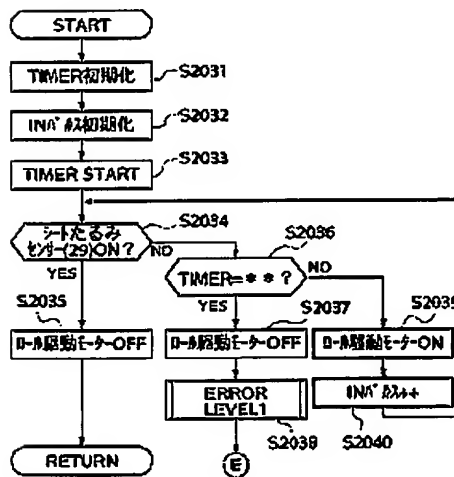 START
TIMER初期化
S2031
INパルス初期化
S2032
TIMER START
S2033
シートたるみ
センサー(29)ON?
S2034
NO
YES
TIMER=**?
S2036
NO
YES
S2035
ロール駆動モーターOFF
S2037
ロール駆動モーターOFF
S2039
ロール駆動モーターON
ERROR
LEVEL1
S2038
INパルス++
S2040
RETURN
E